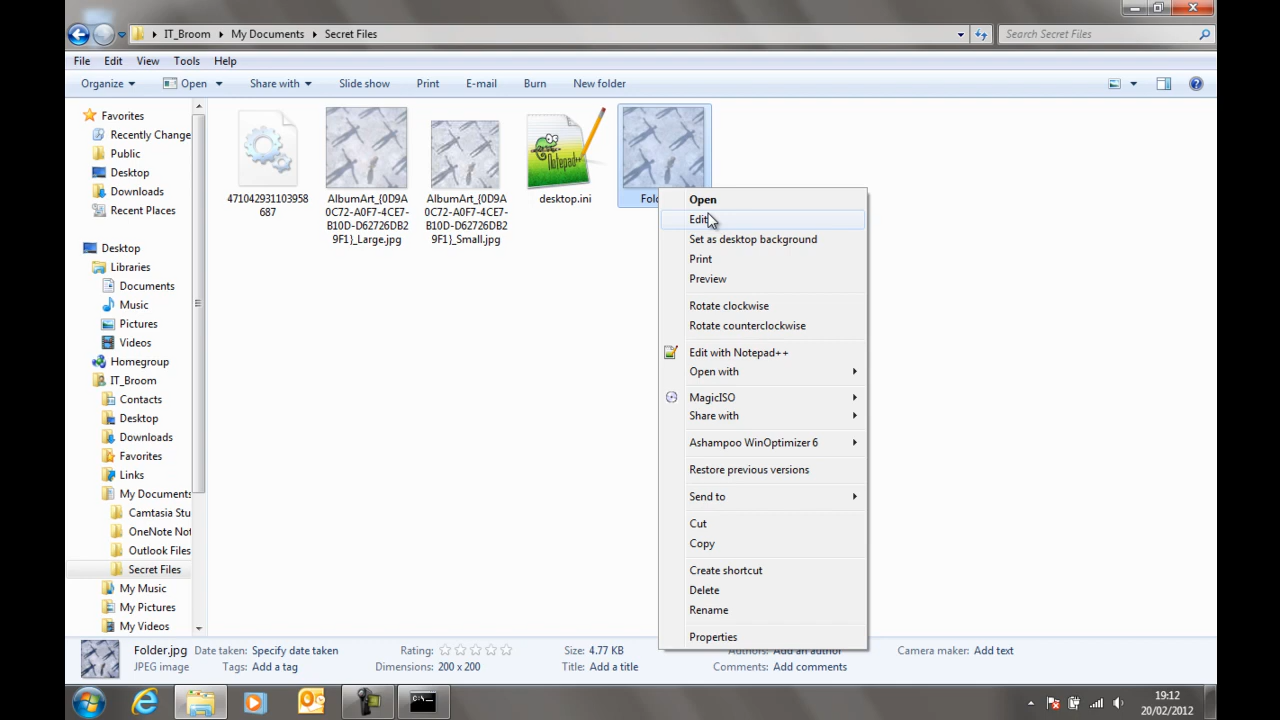 IT_Broom My Documents Secret Files
Search Secret Files
File Edit View Tools Help
Organize Open Share with Slide show Print E-mail Burn New folder
Favorites
Recently Change
Public
Desktop
Downloads
Recent Places
Desktop
Libraries
Documents
Music
Pictures
Videos
Homegroup
IT_Broom
Contacts
Desktop
Downloads
Favorites
Links
My Documents
Camtasia Stu
OneNote Not
Outlook Files
Secret Files
My Music
My Pictures
My Videos
471042931103958
687
AlbumArt_{0D9A
0C72-A0F7-4CE7-
B10D-D62726DB2
9F1}_Large.jpg
AlbumArt_{0D9A
0C72-A0F7-4CE7-
B10D-D62726DB2
9F1}_Small.jpg
Notepad++
desktop.ini
Fol
Open
Edit
Set as desktop background
Print
Preview
Rotate clockwise
Rotate counterclockwise
Edit with Notepad++
Open with
MagicISO
Share with
Ashampoo WinOptimizer 6
Restore previous versions
Send to
Cut
Copy
Create shortcut
Delete
Rename
Properties
Folder.jpg Date taken: Specify date taken Rating: Size: 4.77 KB Authors: Add an author Camera maker: Add text
JPEG image Tags: Add a tag Dimensions: 200 x 200 Title: Add a title Comments: Add comments
19:12
20/02/2012